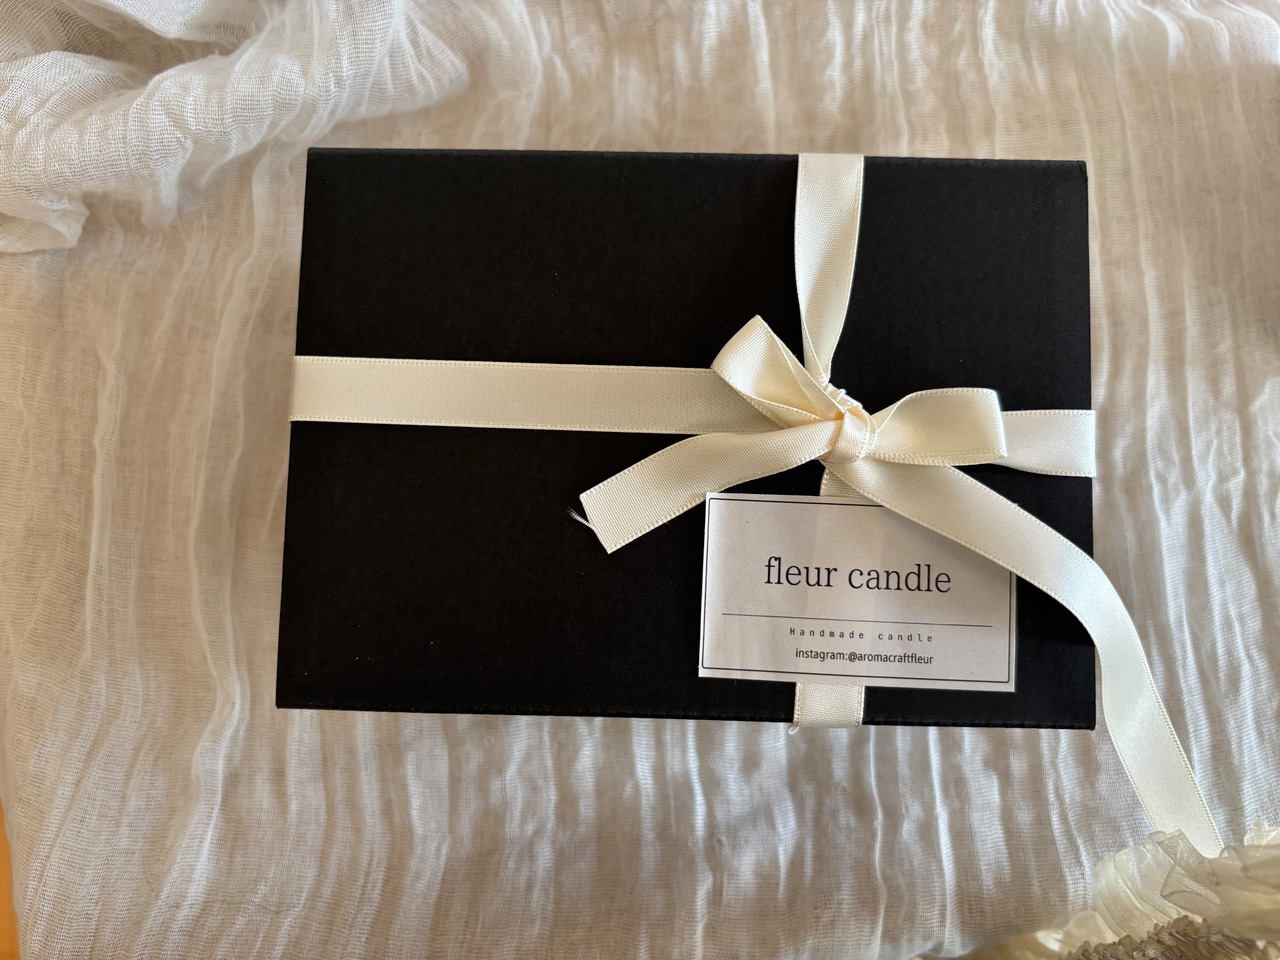 fleur candle
Handmade candle
instagram:@aromacraftfleur